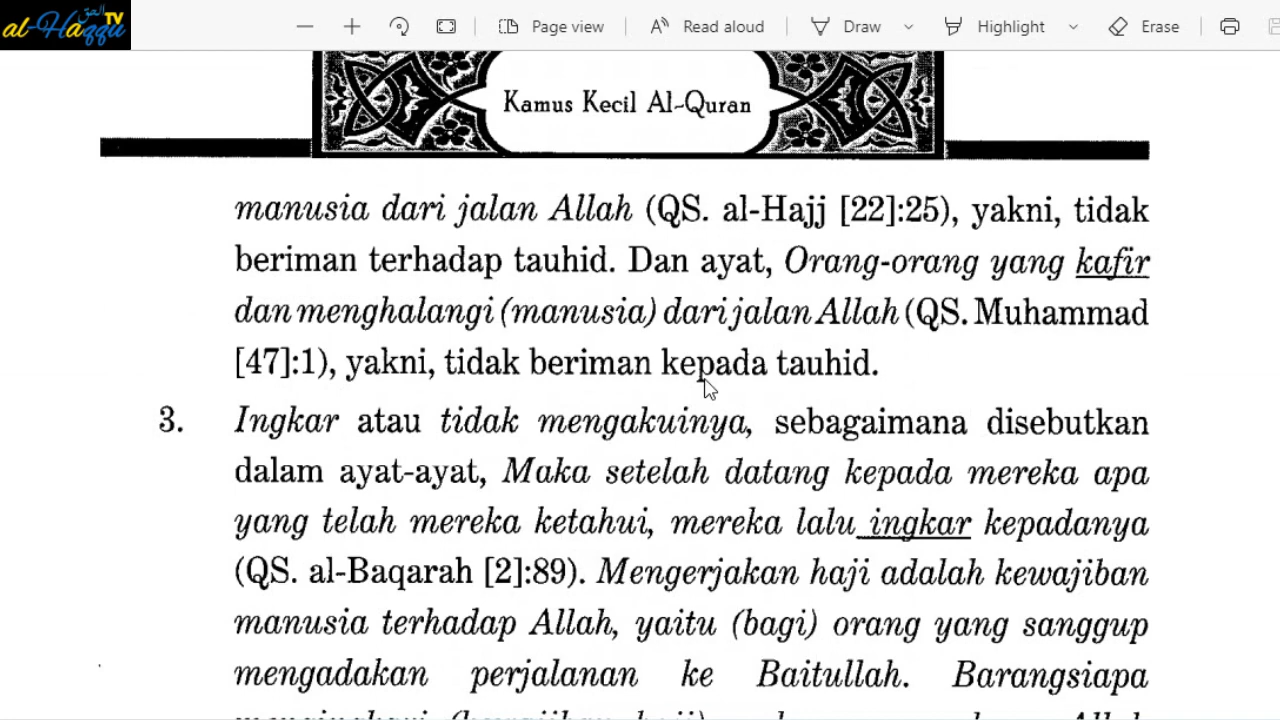 الحق
al-Haqqu TV
Page view
Read aloud
Draw
Highlight
Erase
Kamus Kecil Al-Quran
manusia dari jalan Allah (QS. al-Hajj [22]:25), yakni, tidak
beriman terhadap tauhid. Dan ayat, Orang-orang yang kafir
dan menghalangi (manusia) dari jalan Allah (QS. Muhammad
[47]:1), yakni, tidak beriman kepada tauhid.
3. Ingkar atau tidak mengakuinya, sebagaimana disebutkan
dalam ayat-ayat, Maka setelah datang kepada mereka apa
yang telah mereka ketahui, mereka lalu ingkar kepadanya
(QS. al-Baqarah [2]:89). Mengerjakan haji adalah kewajiban
manusia terhadap Allah, yaitu (bagi) orang yang sanggup
mengadakan perjalanan ke Baitullah. Barangsiapa